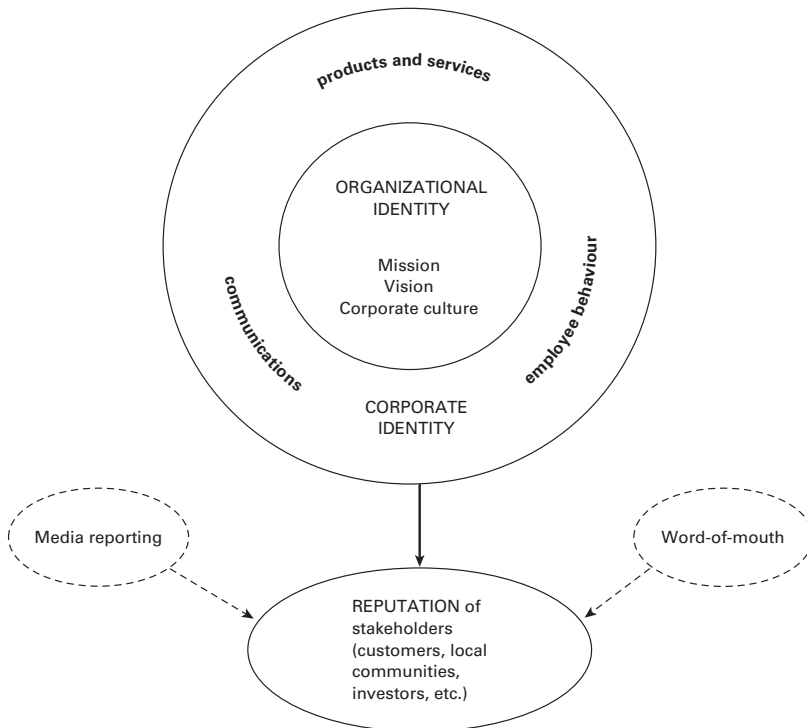 products and services
ORGANIZATIONAL
IDENTITY
Mission
Vision
Corporate culture
communications
employee behaviour
CORPORATE
IDENTITY
Media reporting
Word-of-mouth
REPUTATION of
stakeholders
(customers, local
communities,
investors, etc.)